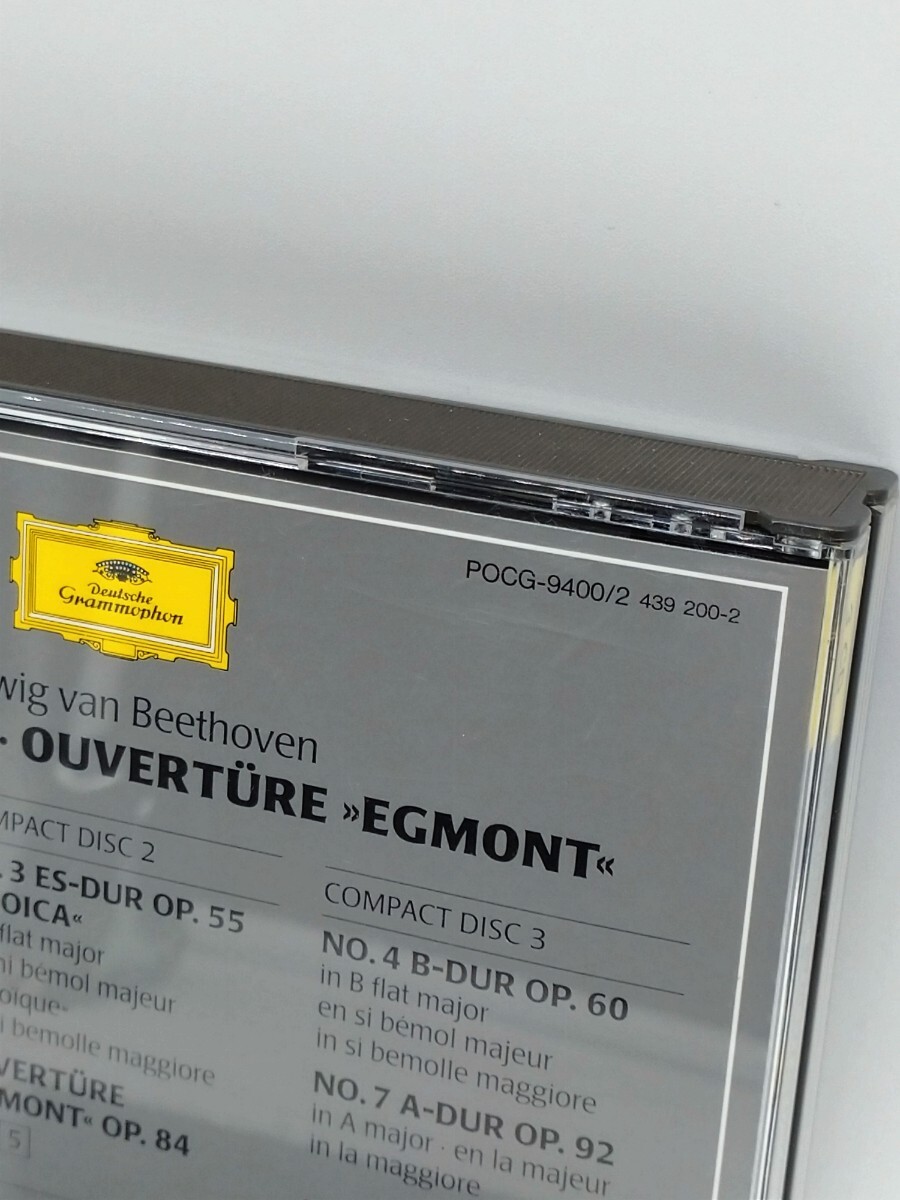 POCG-9400/2 439 200-2
Deutsche
Grammophon
wig van Beethoven
· OUVERTÜRE »EGMONT«
MPACT DISC 2
. 3 ES-DUR OP. 55
OICA«
flat major
ni bémol majeur
oïque«
i bemolle maggiore
VERTÜRE
MONT« OP. 84
5
COMPACT DISC 3
NO. 4 B-DUR OP. 60
in B flat major
en si bémol majeur
in si bemolle maggiore
NO. 7 A-DUR OP. 92
in A major · en la majeur
in la maggiore